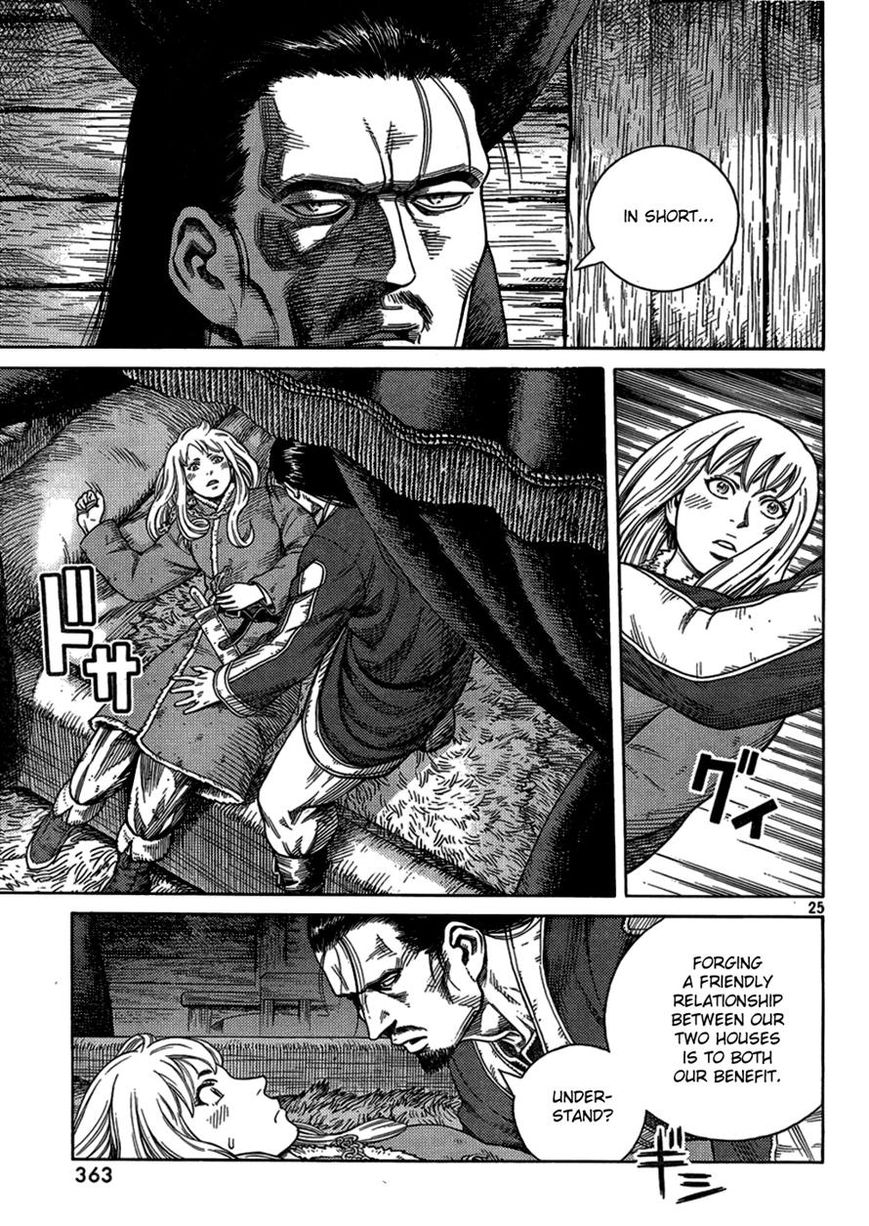 IN SHORT...
グイ
ドサ
25
FORGING
A FRIENDLY
RELATIONSHIP
BETWEEN OUR
TWO HOUSES
IS TO BOTH
OUR BENEFIT.
UNDER-
STAND?
ギシ
363